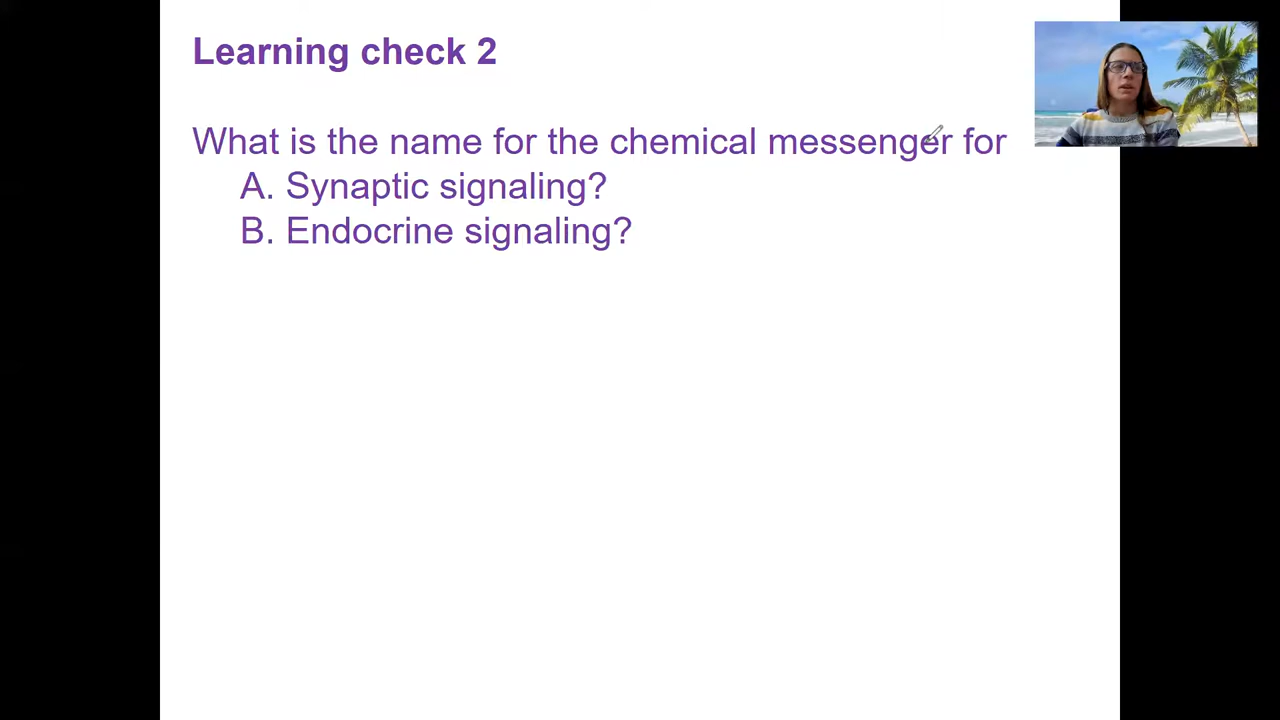 Learning check 2
What is the name for the chemical messenger for
A. Synaptic signaling?
B. Endocrine signaling?